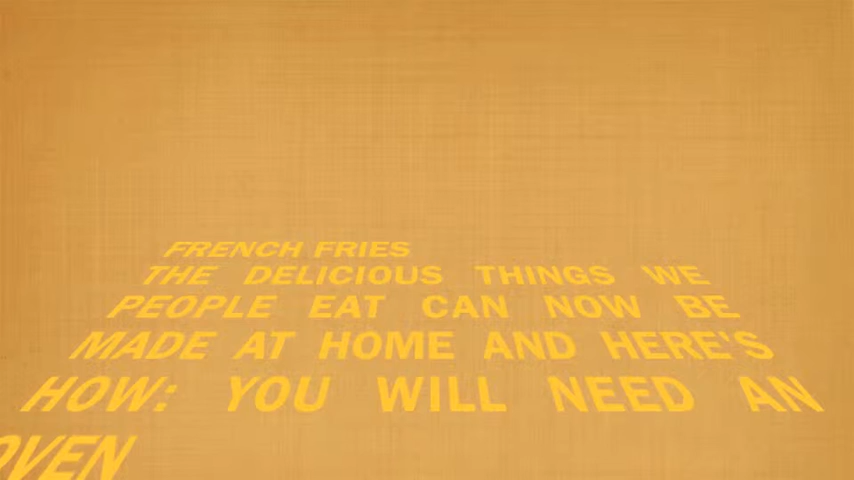 FRENCH FRIES
THE DELICIOUS THINGS WE
PEOPLE EAT CAN NOW BE
MADE AT HOME AND HERE'S
HOW: YOU WILL NEED AN
OVEN